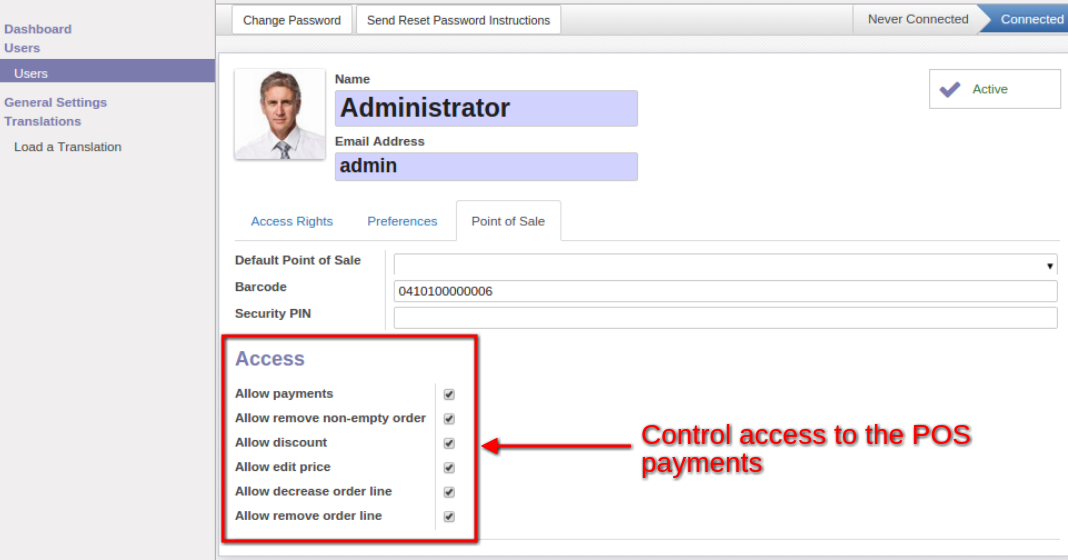 Change Password
Send Reset Password Instructions
Never Connected
Connected
Dashboard
Users
Users
General Settings
Translations
Load a Translation
Name
Administrator
Email Address
admin
Active
Access Rights
Preferences
Point of Sale
Default Point of Sale
Barcode
0410100000006
Security PIN
Access
Allow payments
Allow remove non-empty order
Allow discount
Allow edit price
Allow decrease order line
Allow remove order line
Control access to the POS
payments